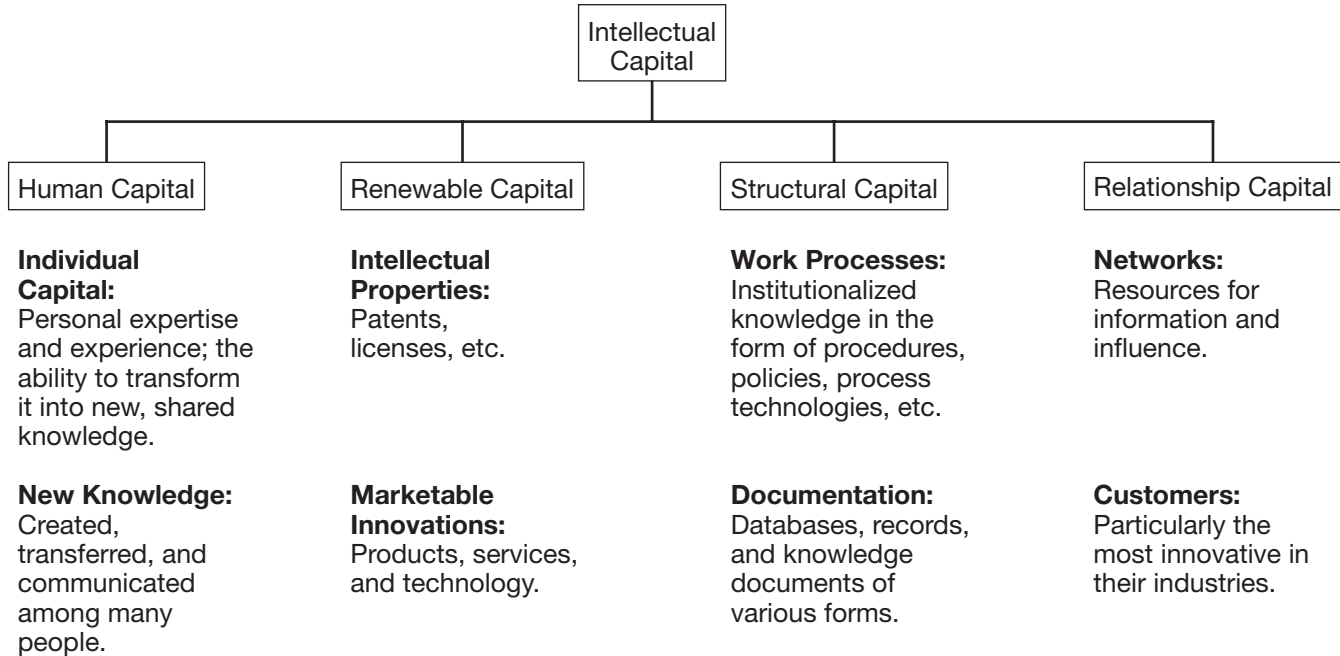 Intellectual
Capital
Human Capital
Renewable Capital
Structural Capital
Relationship Capital
Individual
Capital:
Personal expertise
and experience; the
ability to transform
it into new, shared
knowledge.
New Knowledge:
Created,
transferred, and
communicated
among many
people.
Intellectual
Properties:
Patents,
licenses, etc.
Marketable
Innovations:
Products, services,
and technology.
Work Processes:
Institutionalized
knowledge in the
form of procedures,
policies, process
technologies, etc.
Documentation:
Databases, records,
and knowledge
documents of
various forms.
Networks:
Resources for
information and
influence.
Customers:
Particularly the
most innovative in
their industries.